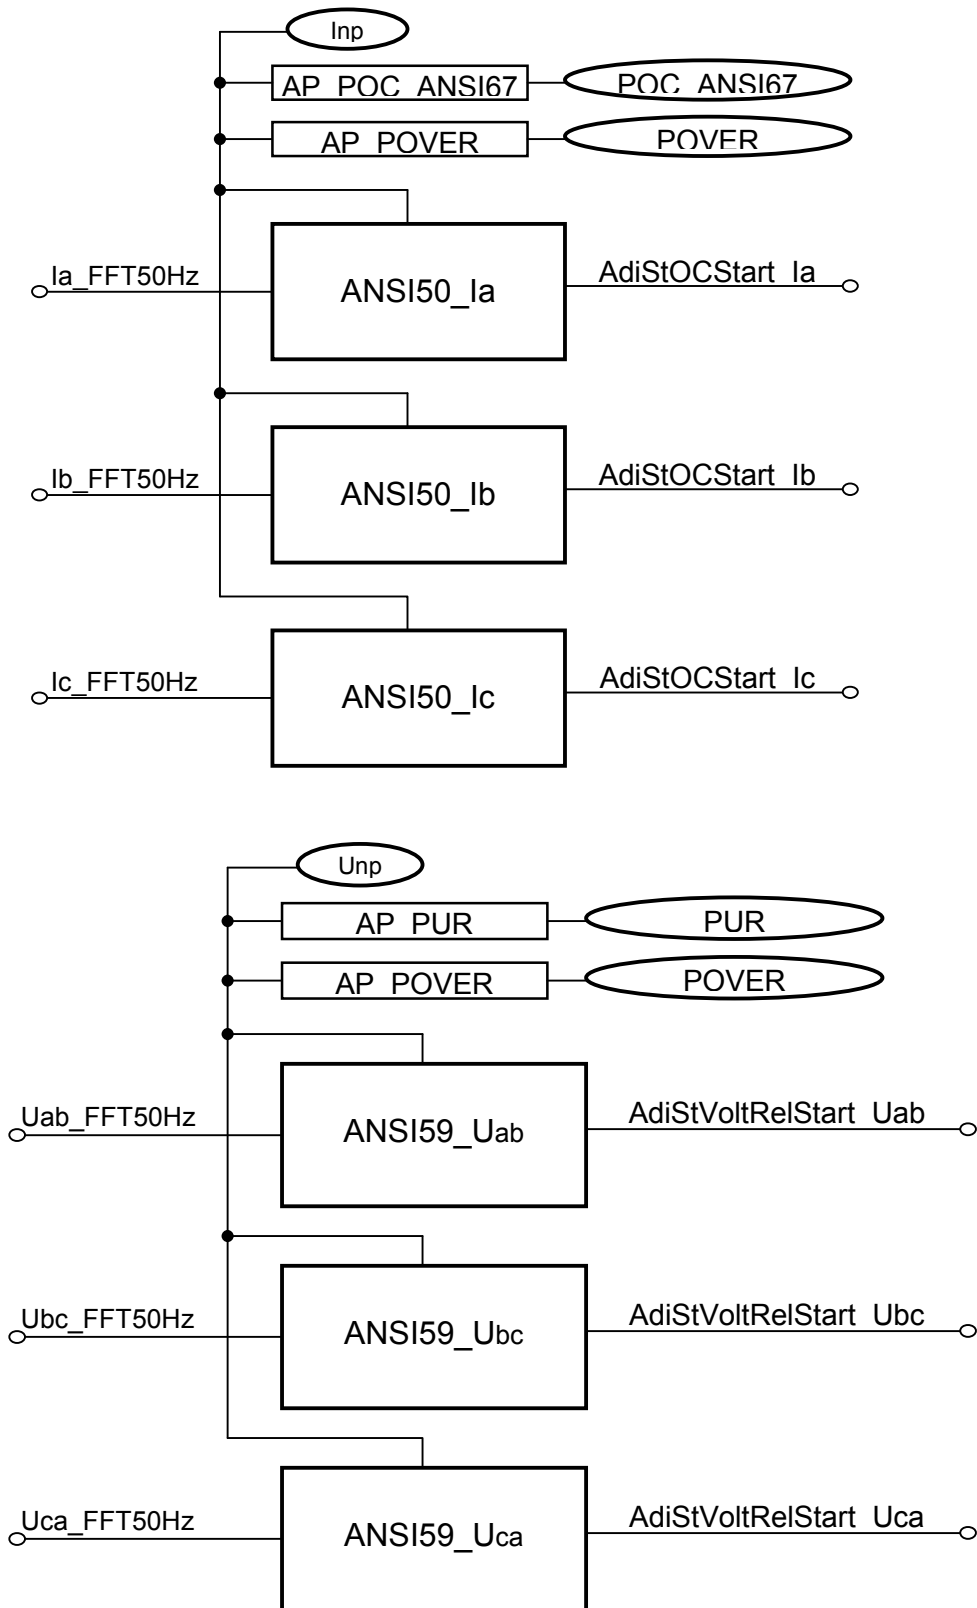 Inp
AP_POC_ANSI67 POC_ANSI67
AP_POVER POVER
Ia_FFT50Hz ANSI50_Ia AdiStOCStart_Ia
Ib_FFT50Hz ANSI50_Ib AdiStOCStart_Ib
Ic_FFT50Hz ANSI50_Ic AdiStOCStart_Ic
Unp
AP_PUR PUR
AP_POVER POVER
Uab_FFT50Hz ANSI59_Uab AdiStVoltRelStart_Uab
Ubc_FFT50Hz ANSI59_Ubc AdiStVoltRelStart_Ubc
Uca_FFT50Hz ANSI59_Uca AdiStVoltRelStart_Uca